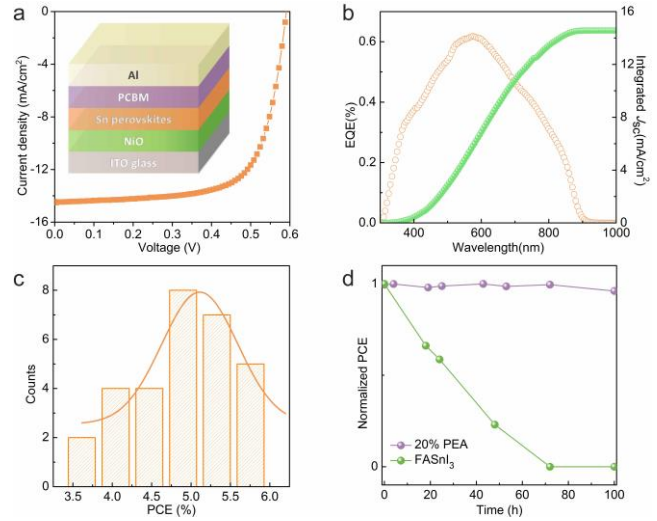 a
0
-4
-8
-12
-16
Current density (mA/cm²)
Al
PCBM
Sn perovskites
NiO
ITO glass
0.0 0.1 0.2 0.3 0.4 0.5 0.6
Voltage (V)
b
0.6
0.4
0.2
0.0
EQE(%)
16
12
8
4
0
Integrated Jsc(mA/cm²)
400 600 800 1000
Wavelength(nm)
c
8
6
4
2
0
Counts
3.5 4.0 4.5 5.0 5.5 6.0
PCE (%)
d
1
0
Normalized PCE
20% PEA
FASnI₃
0 20 40 60 80 100
Time (h)